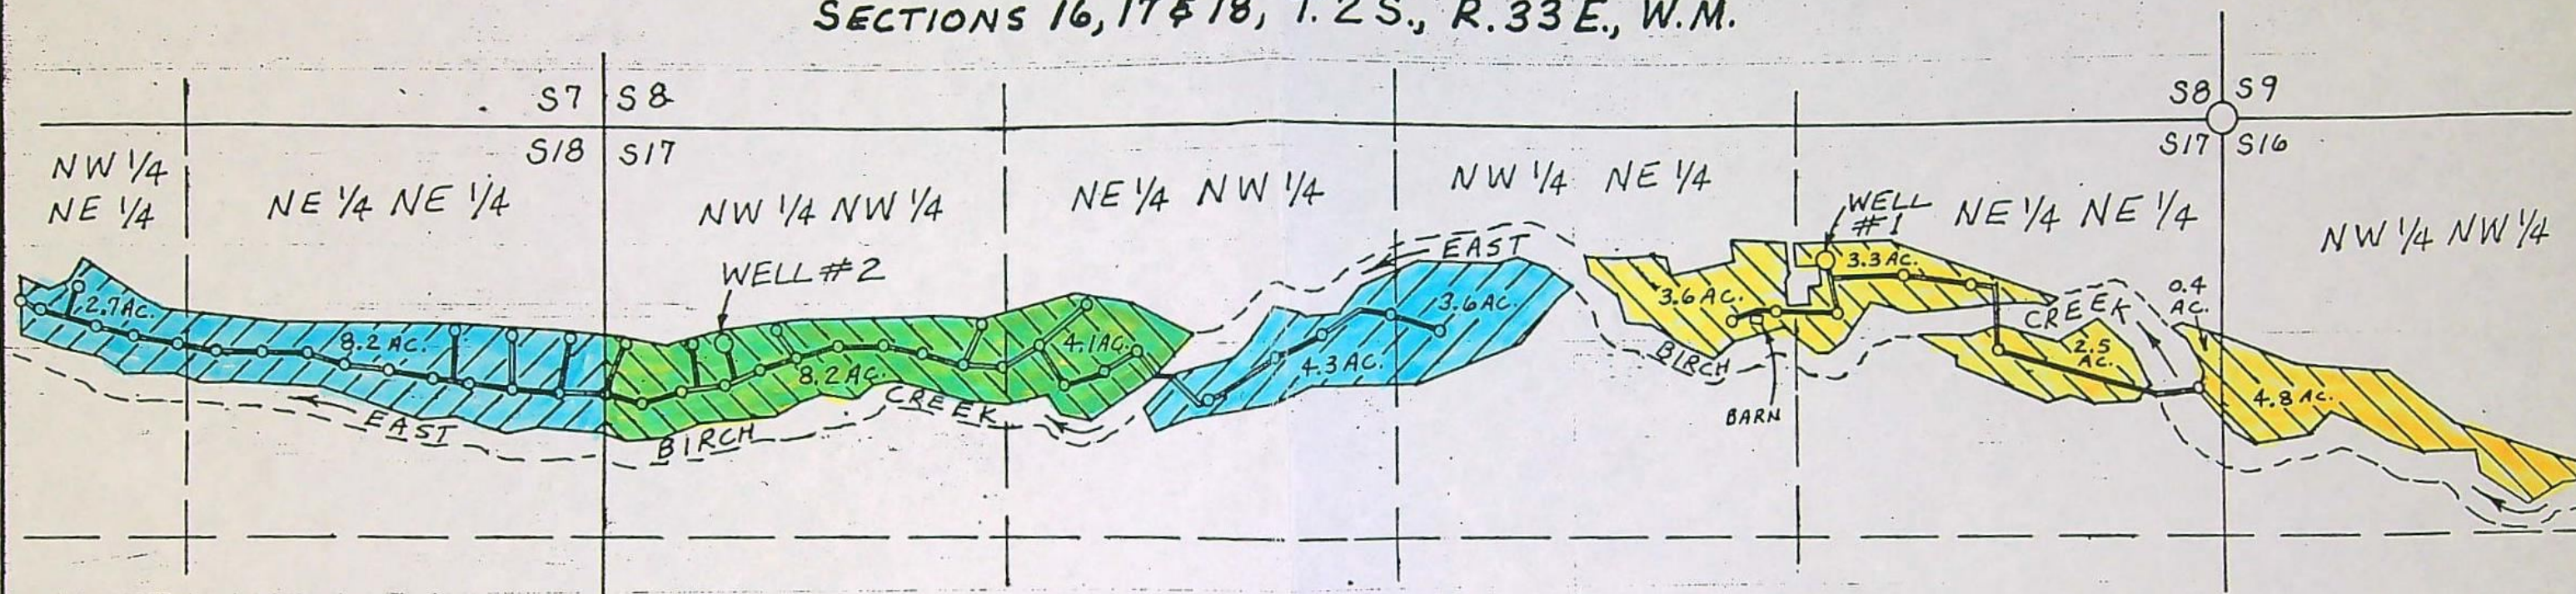 SECTIONS 16, 17 & 18, T. 2 S., R. 33 E., W.M.
S7 S8
S8 S9
S18 S17
S17 S16
NW 1/4
NE 1/4
NE 1/4 NE 1/4
NW 1/4 NW 1/4
NE 1/4 NW 1/4
NW 1/4 NE 1/4
WELL
#1
NE 1/4 NE 1/4
NW 1/4 NW 1/4
WELL #2
EAST
2.7 AC.
8.2 AC.
8.2 AC.
4.1 AC.
4.3 AC.
3.6 AC.
3.6 AC.
3.3 AC.
CREEK
0.4
AC.
2.5
AC.
4.8 AC.
BIRCH
BARN
EAST
BIRCH
CREEK